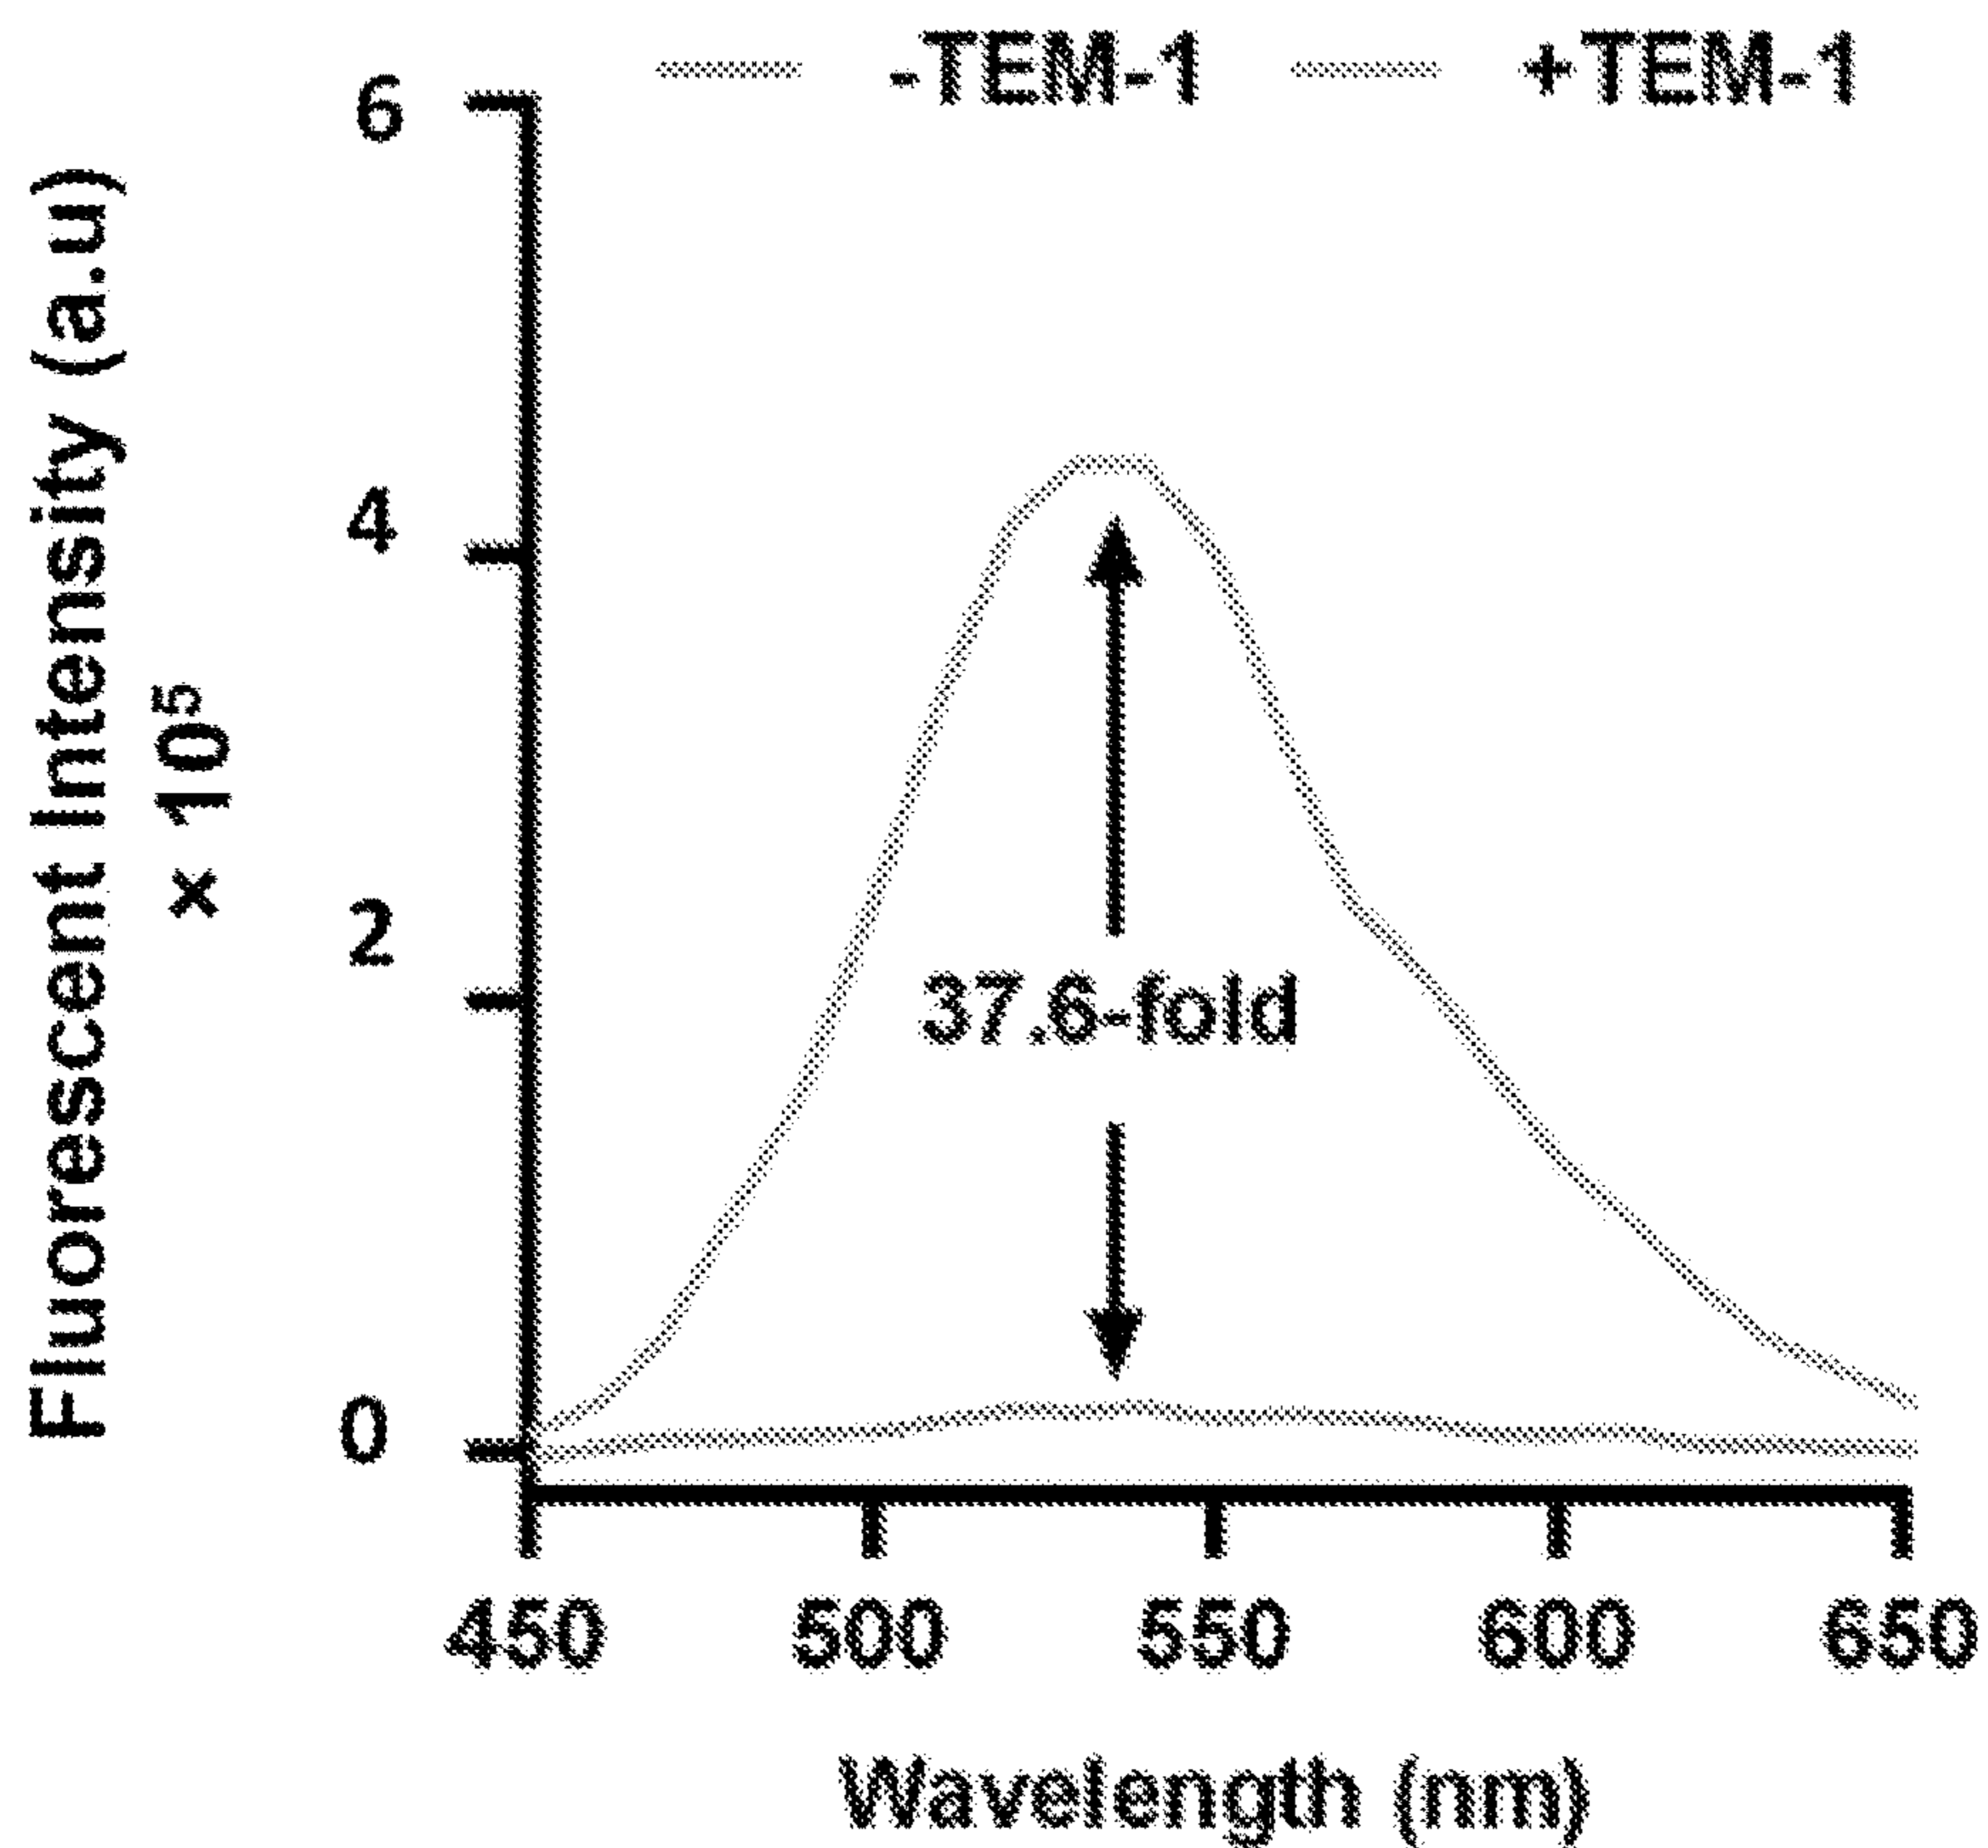 -TEM-1 +TEM-1
Fluorescent Intensity (a.u)
× 10⁵
6
4
2
0
37.6-fold
450 500 550 600 650
Wavelength (nm)